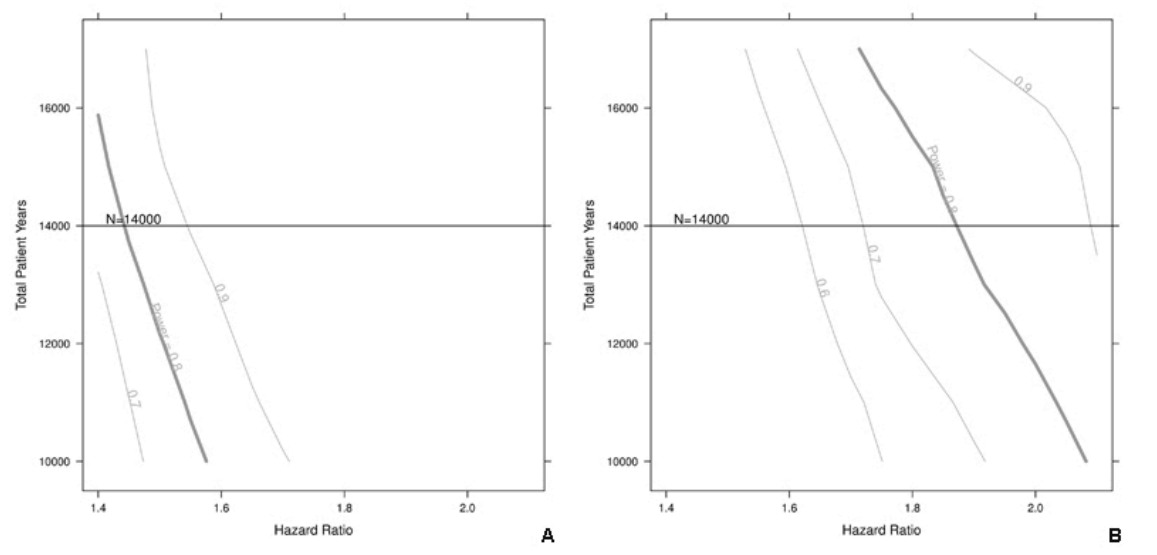 16000
14000
12000
10000
Total Patient Years
N=14000
Power = 0.8
0.9
0.7
1.4 1.6 1.8 2.0
Hazard Ratio
A
16000
14000
12000
10000
Total Patient Years
N=14000
0.9
Power = 0.8
0.7
0.6
1.4 1.6 1.8 2.0
Hazard Ratio
B